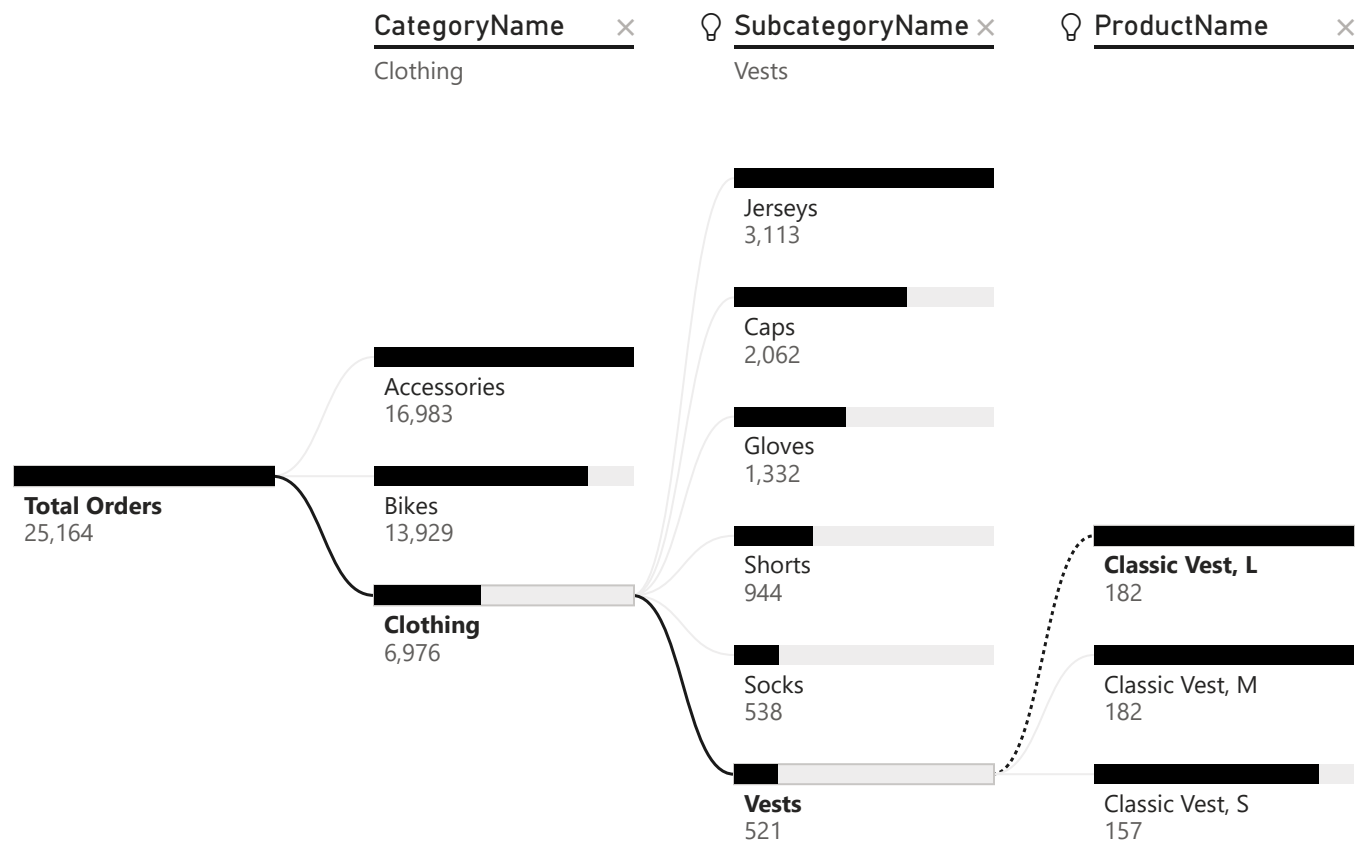 CategoryName
Clothing
SubcategoryName
Vests
ProductName
Total Orders
25,164
Accessories
16,983
Bikes
13,929
Clothing
6,976
Jerseys
3,113
Caps
2,062
Gloves
1,332
Shorts
944
Socks
538
Vests
521
Classic Vest, L
182
Classic Vest, M
182
Classic Vest, S
157